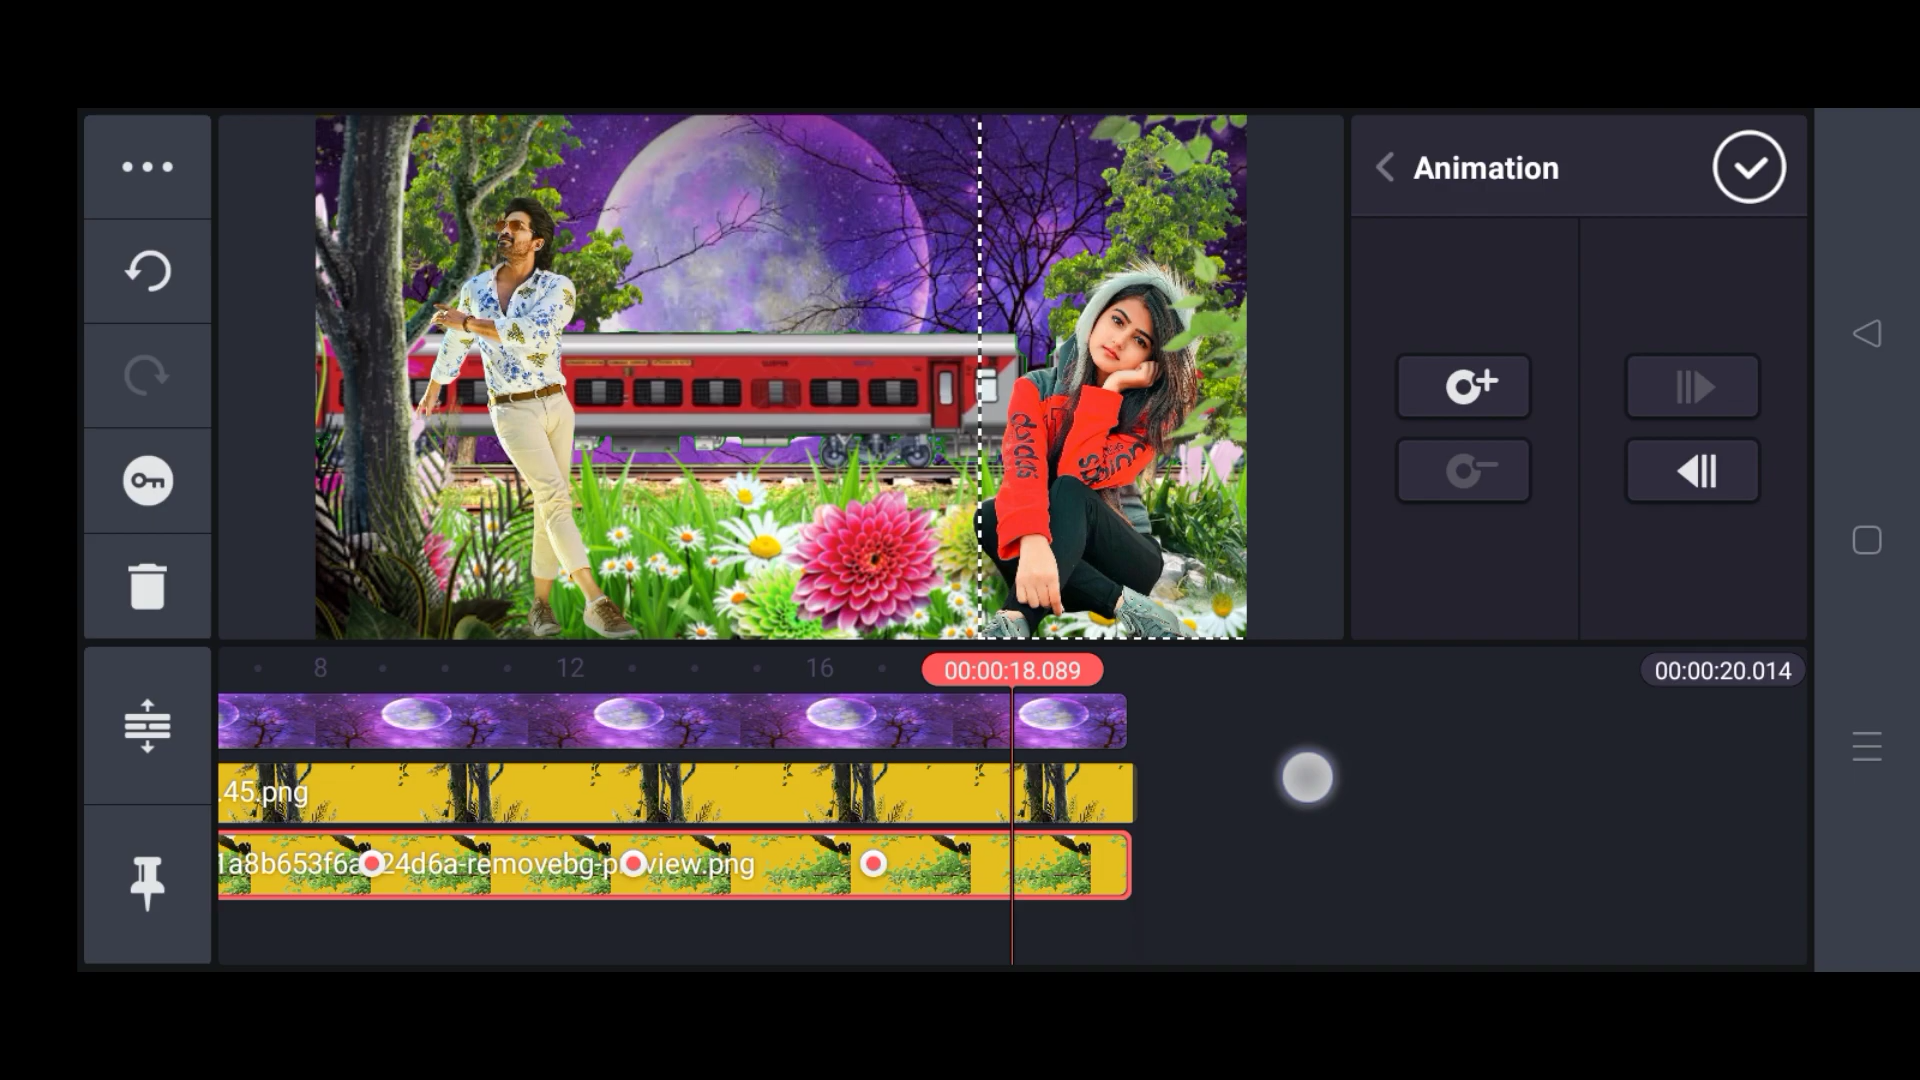 Animation
8
12
16
00:00:18.089
00:00:20.014
.45.png
1a8b653f6a
24d6a-removebg-p
view.png